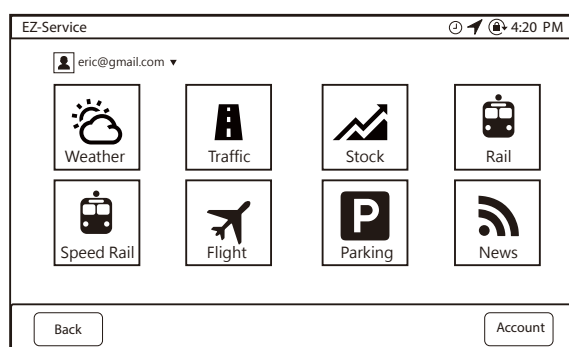 EZ-Service 4:20 PM
eric@gmail.com
Weather Traffic Stock Rail
Speed Rail Flight P Parking News
Back Account